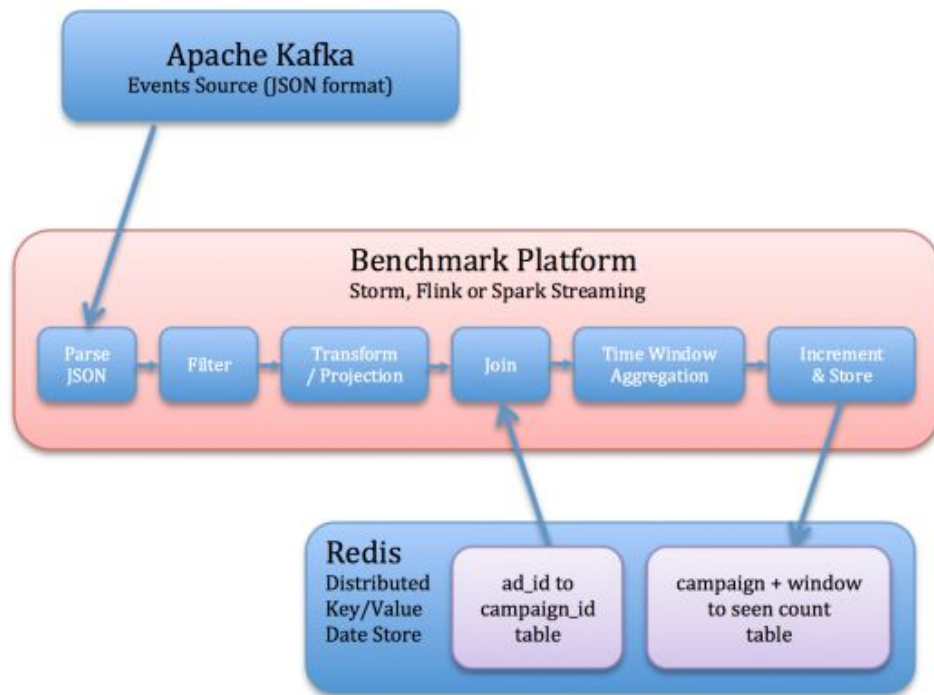 Apache Kafka
Events Source (JSON format)
Benchmark Platform
Storm, Flink or Spark Streaming
Parse
JSON
Filter
Transform
/ Projection
Join
Time Window
Aggregation
Increment
& Store
Redis
Distributed
Key/Value
Date Store
ad_id to
campaign_id
table
campaign + window
to seen count
table